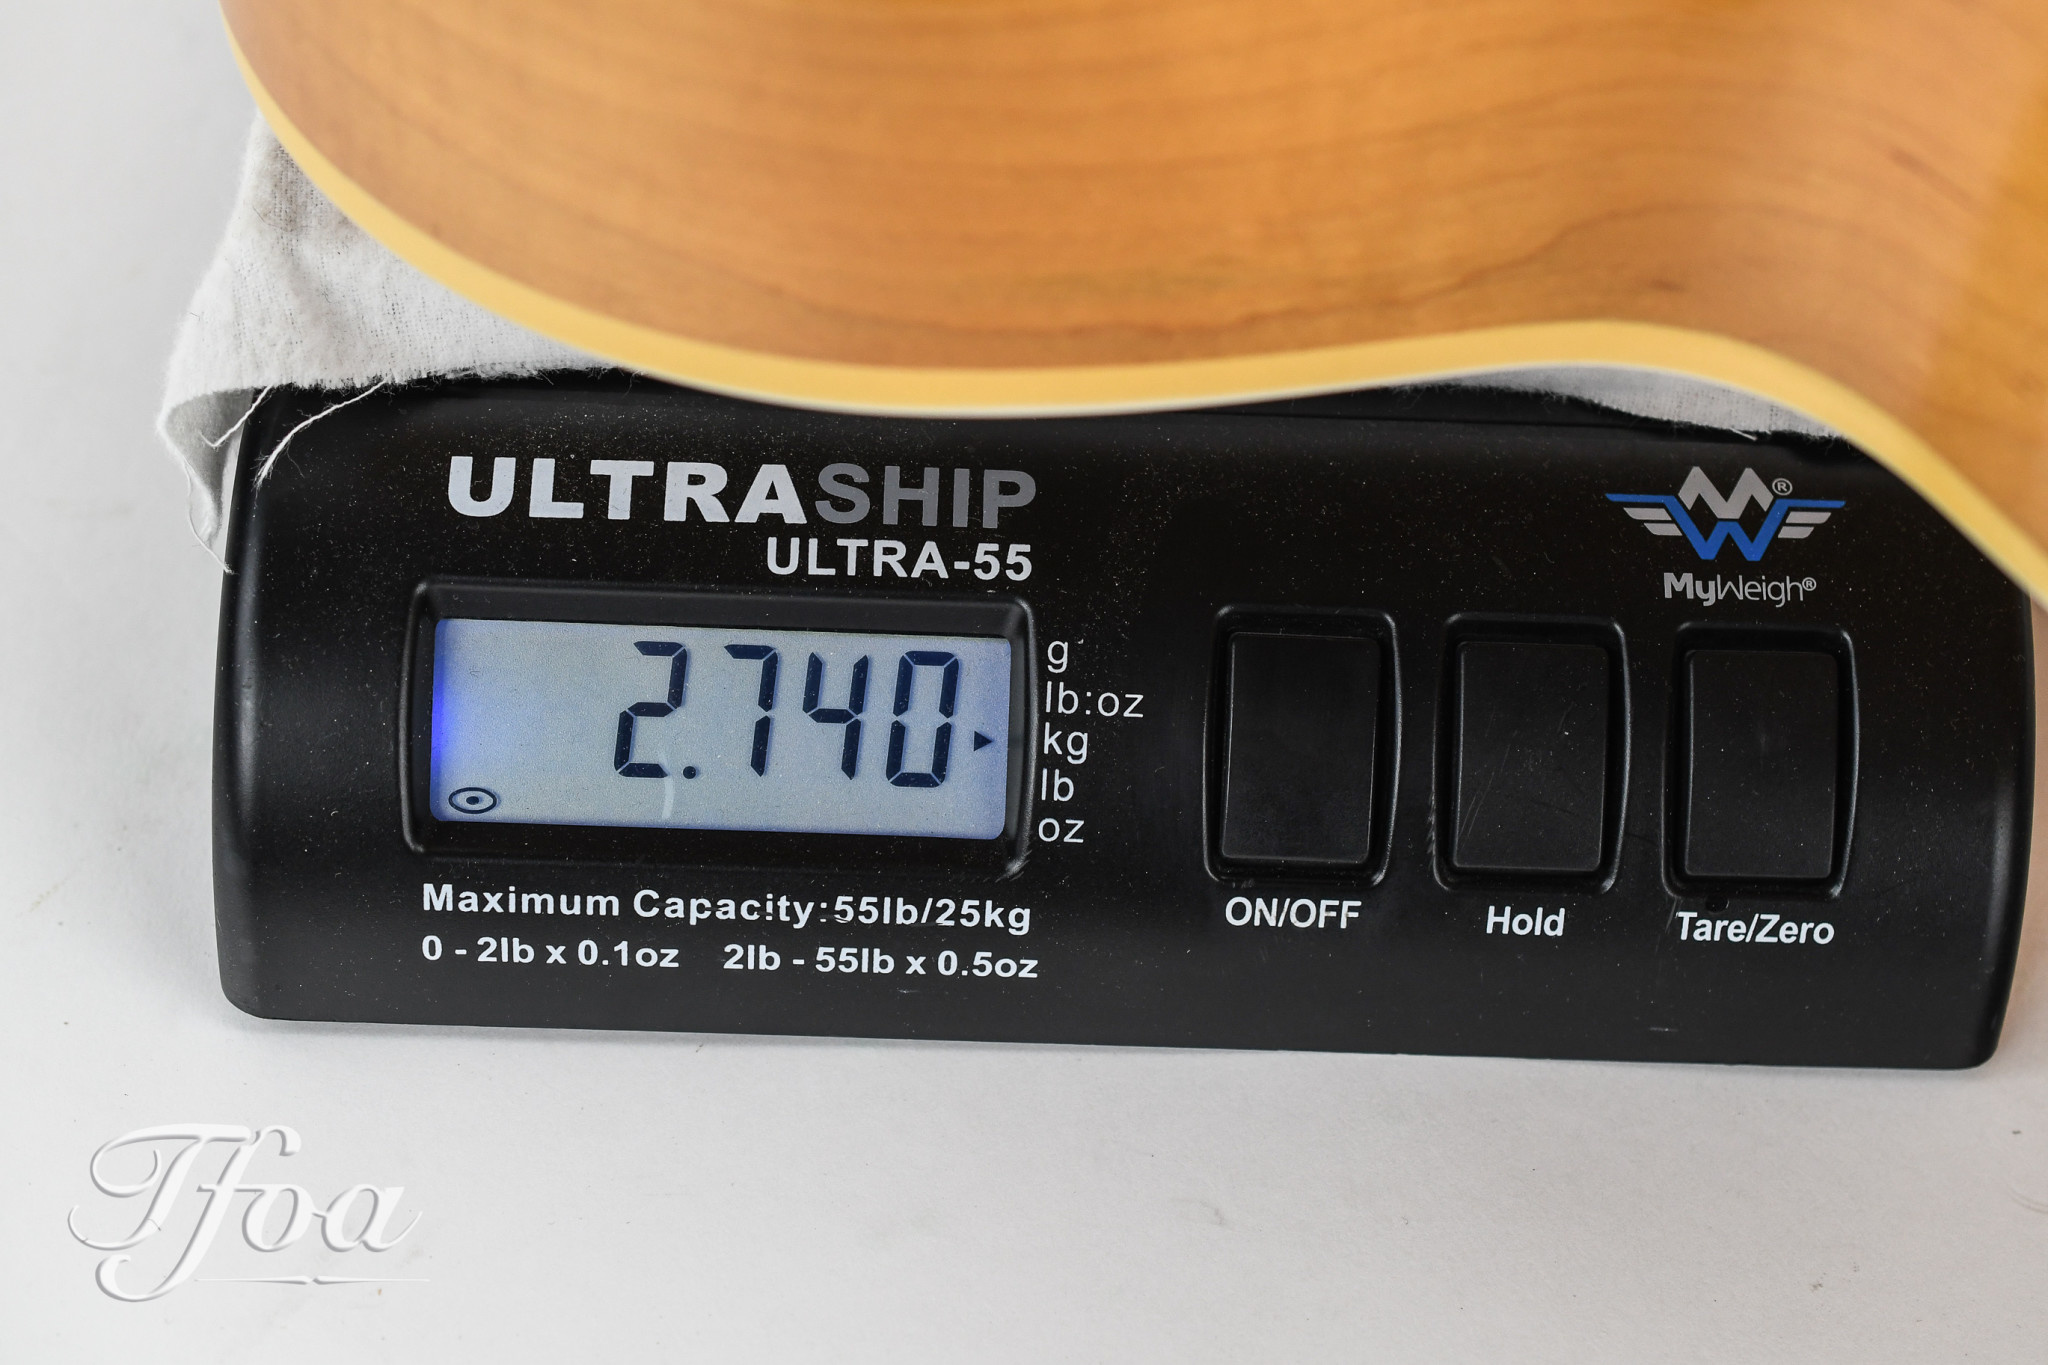 ULTRASHIP
ULTRA-55
MW®
MyWeigh®
2.740
g
lb:oz
kg
lb
oz
Maximum Capacity:55lb/25kg
0 - 2lb x 0.1oz 2lb - 55lb x 0.5oz
ON/OFF
Hold
Tare/Zero
Tfoa